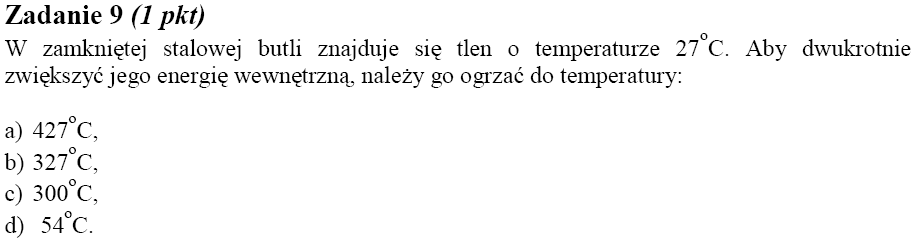 Zadanie 9 (1 pkt)
W zamkniętej stalowej butli znajduje się tlen o temperaturze 27°C. Aby dwukrotnie
zwiększyć jego energię wewnętrzną, należy go ogrzać do temperatury:
a) 427°C,
b) 327°C,
c) 300°C,
d) 54°C.